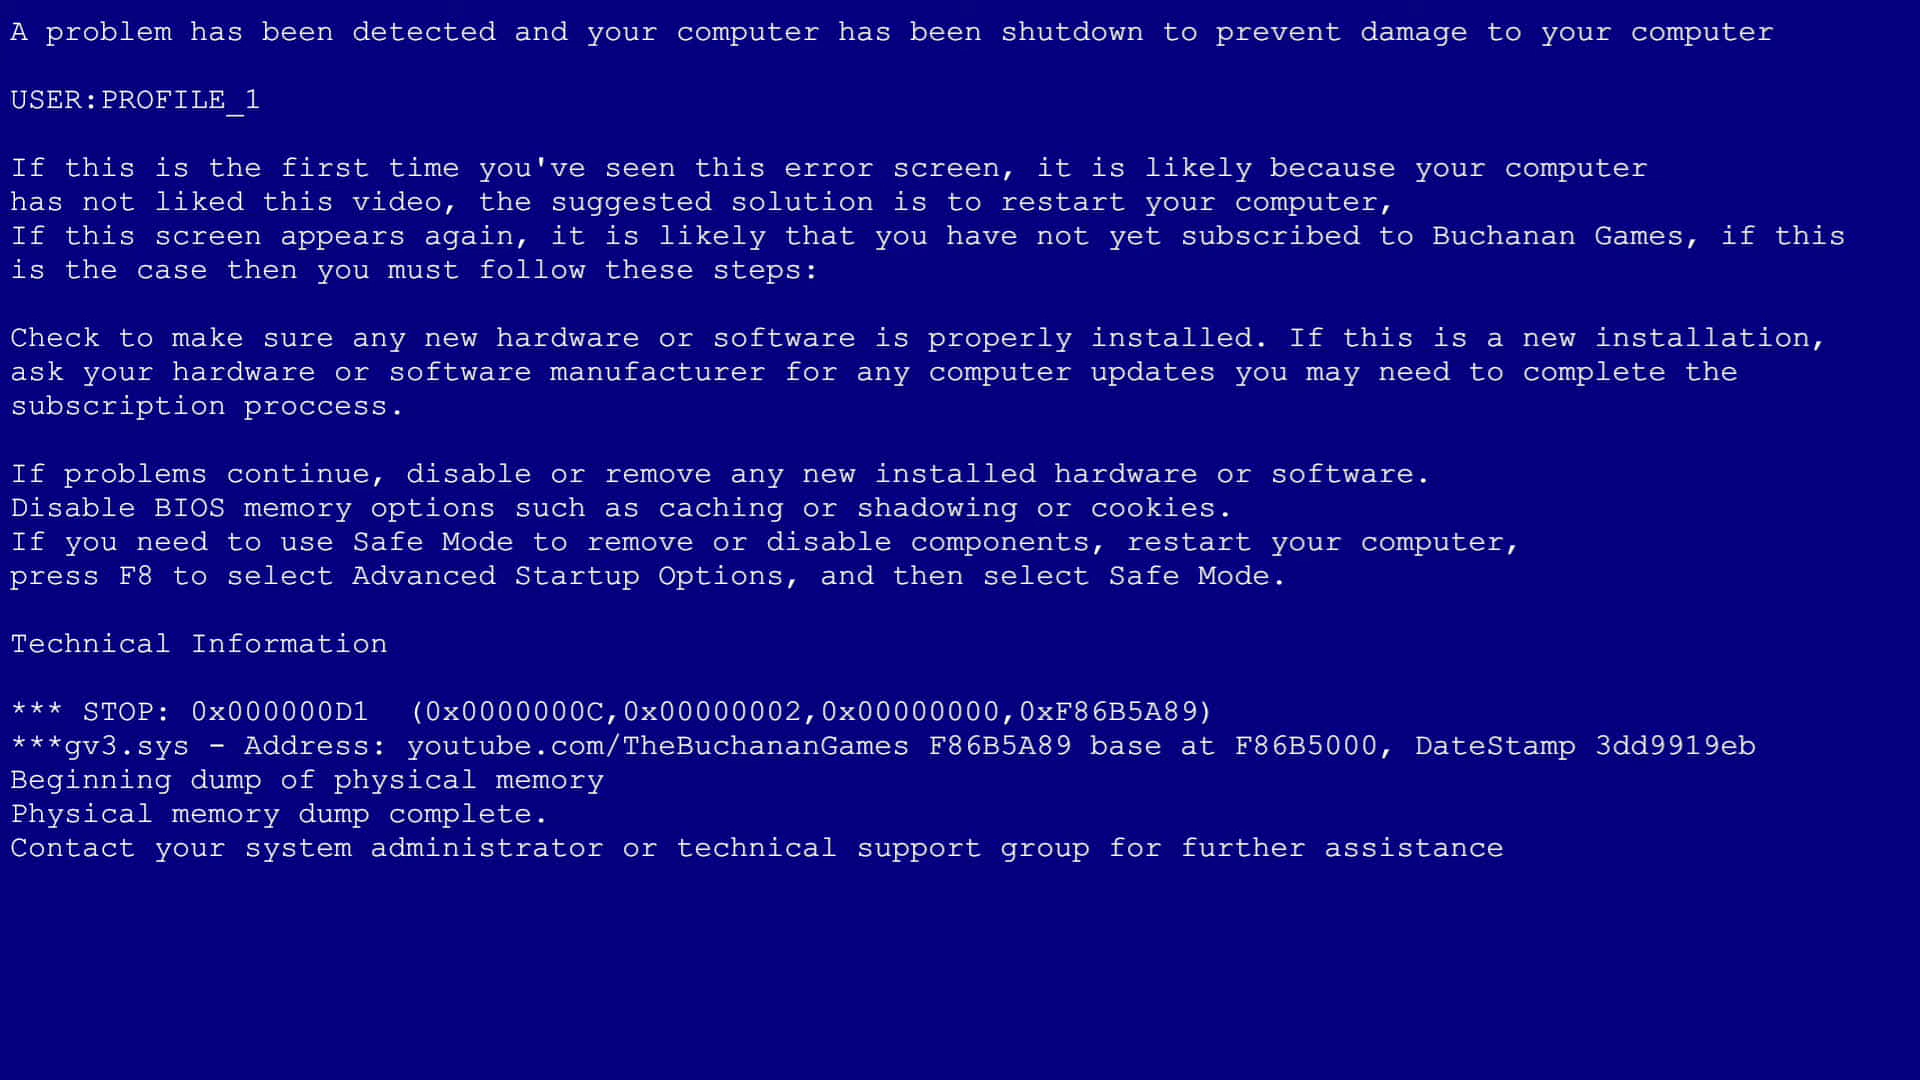 A problem has been detected and your computer has been shutdown to prevent damage to your computer
USER:PROFILE_1
If this is the first time you've seen this error screen, it is likely because your computer
has not liked this video, the suggested solution is to restart your computer,
If this screen appears again, it is likely that you have not yet subscribed to Buchanan Games, if this
is the case then you must follow these steps:
Check to make sure any new hardware or software is properly installed. If this is a new installation,
ask your hardware or software manufacturer for any computer updates you may need to complete the
subscription proccess.
If problems continue, disable or remove any new installed hardware or software.
Disable BIOS memory options such as caching or shadowing or cookies.
If you need to use Safe Mode to remove or disable components, restart your computer,
press F8 to select Advanced Startup Options, and then select Safe Mode.
Technical Information
*** STOP: 0x000000D1  (0x0000000C,0x00000002,0x00000000,0xF86B5A89)
***gv3.sys - Address: youtube.com/TheBuchananGames F86B5A89 base at F86B5000, DateStamp 3dd9919eb
Beginning dump of physical memory
Physical memory dump complete.
Contact your system administrator or technical support group for further assistance